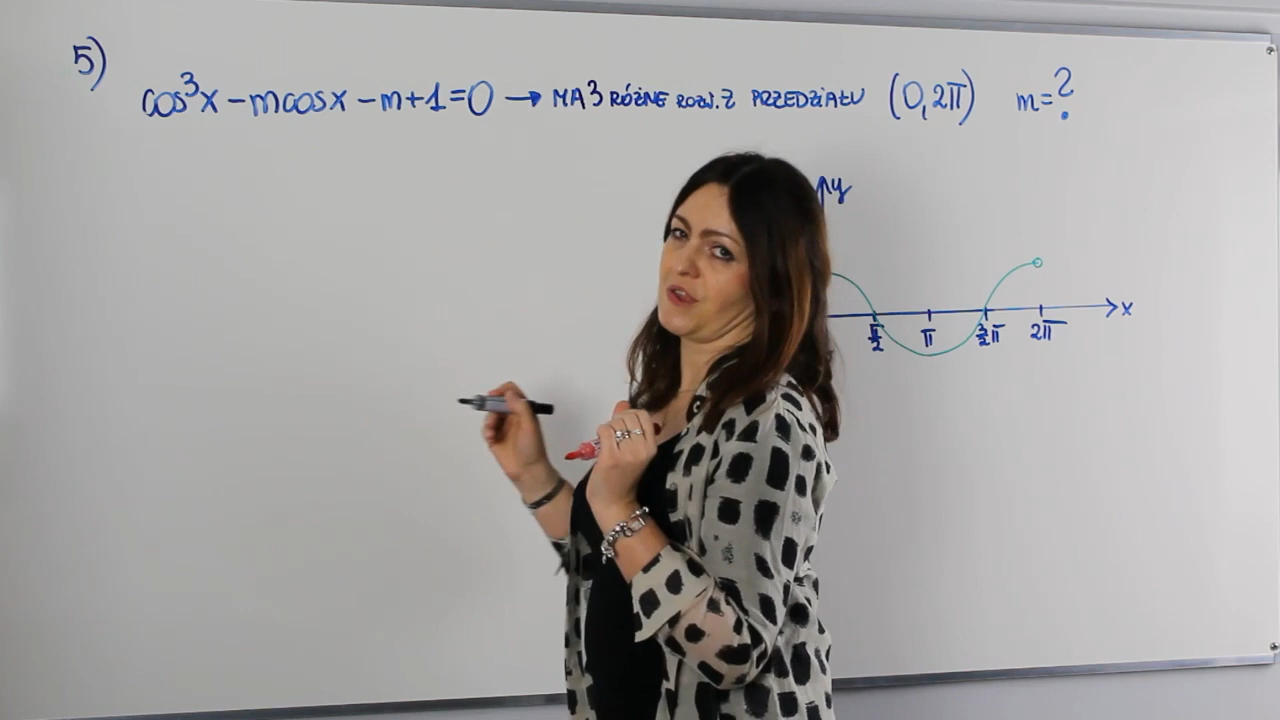 5)
cos³x - mcosx - m + 1 = 0 → MA 3 RÓŻNE ROZW. Z PRZEDZIAŁU (0, 2π) m = ?
y
x
π/2 π 3/2π 2π